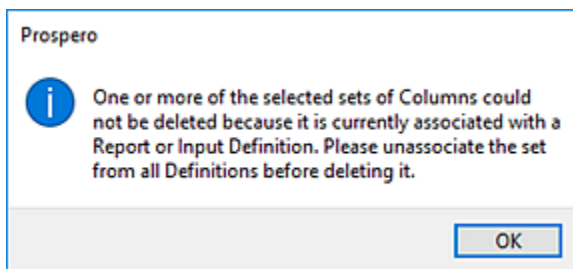 Prospero
One or more of the selected sets of Columns could
not be deleted because it is currently associated with a
Report or Input Definition. Please unassociate the set
from all Definitions before deleting it.
OK